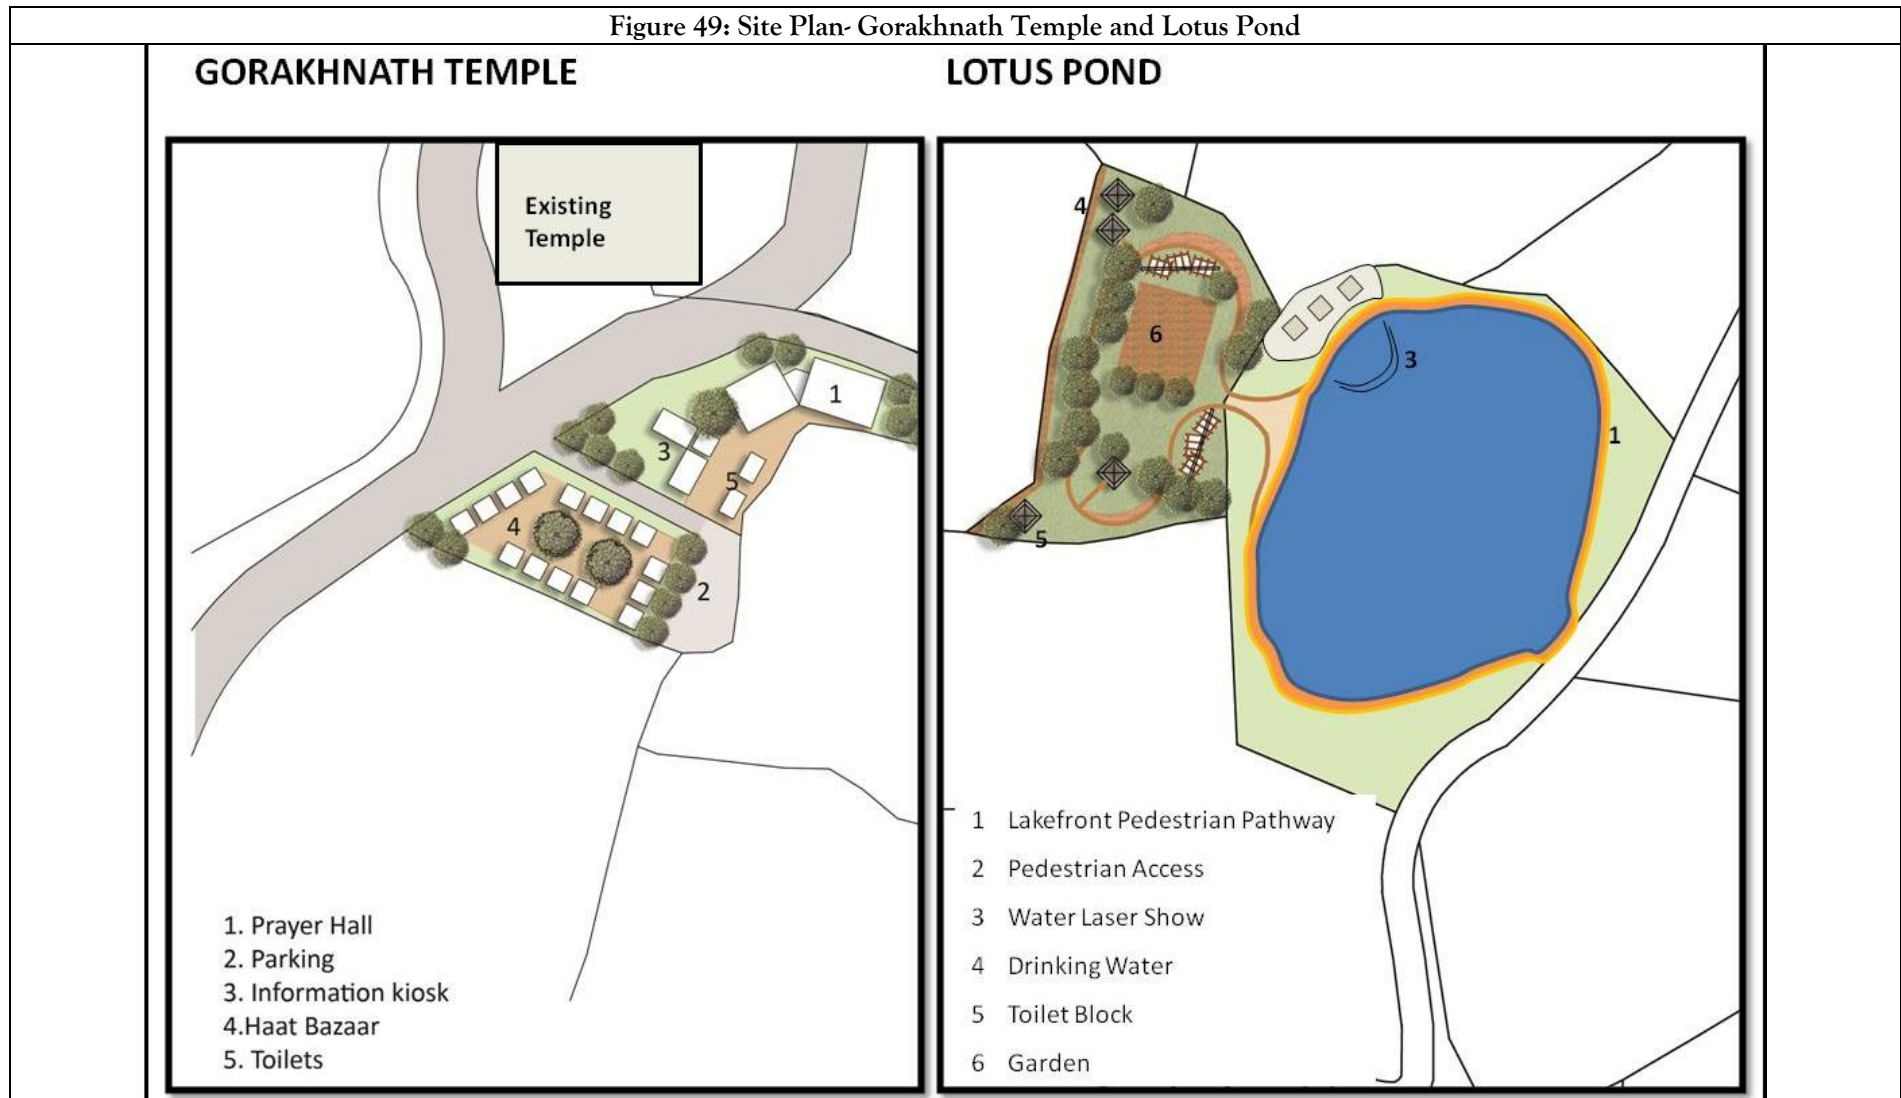 Figure 49: Site Plan- Gorakhnath Temple and Lotus Pond
GORAKHNATH TEMPLE
Existing
Temple
1
3
5
4
2
1. Prayer Hall
2. Parking
3. Information kiosk
4.Haat Bazaar
5. Toilets
LOTUS POND
4
6
3
1
5
1 Lakefront Pedestrian Pathway
2 Pedestrian Access
3 Water Laser Show
4 Drinking Water
5 Toilet Block
6 Garden